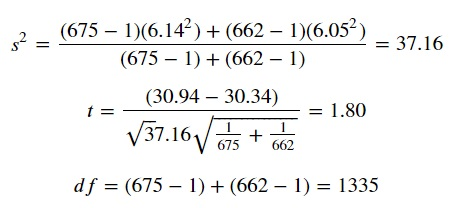 s² = (675 − 1)(6.14²) + (662 − 1)(6.05²) / (675 − 1) + (662 − 1) = 37.16
t = (30.94 − 30.34) / √37.16 √(1/675 + 1/662) = 1.80
df = (675 − 1) + (662 − 1) = 1335